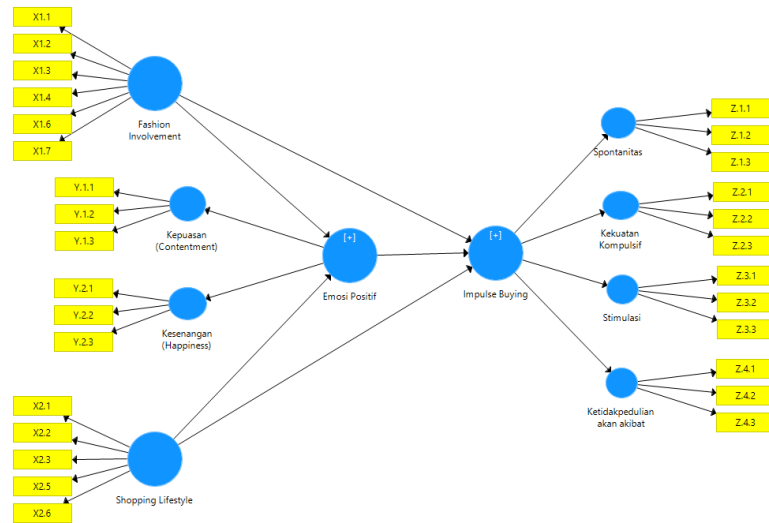 X1.1
X1.2
X1.3
X1.4
X1.6
X1.7
Fashion
Involvement
Y.1.1
Y.1.2
Y.1.3
Kepuasan
(Contentment)
Y.2.1
Y.2.2
Y.2.3
Kesenangan
(Happiness)
X2.1
X2.2
X2.3
X2.5
X2.6
Shopping Lifestyle
[+]
Emosi Positif
[+]
Impulse Buying
Spontanitas
Z.1.1
Z.1.2
Z.1.3
Kekuatan
Kompulsif
Z.2.1
Z.2.2
Z.2.3
Stimulasi
Z.3.1
Z.3.2
Z.3.3
Ketidakpedulian
akan akibat
Z.4.1
Z.4.2
Z.4.3